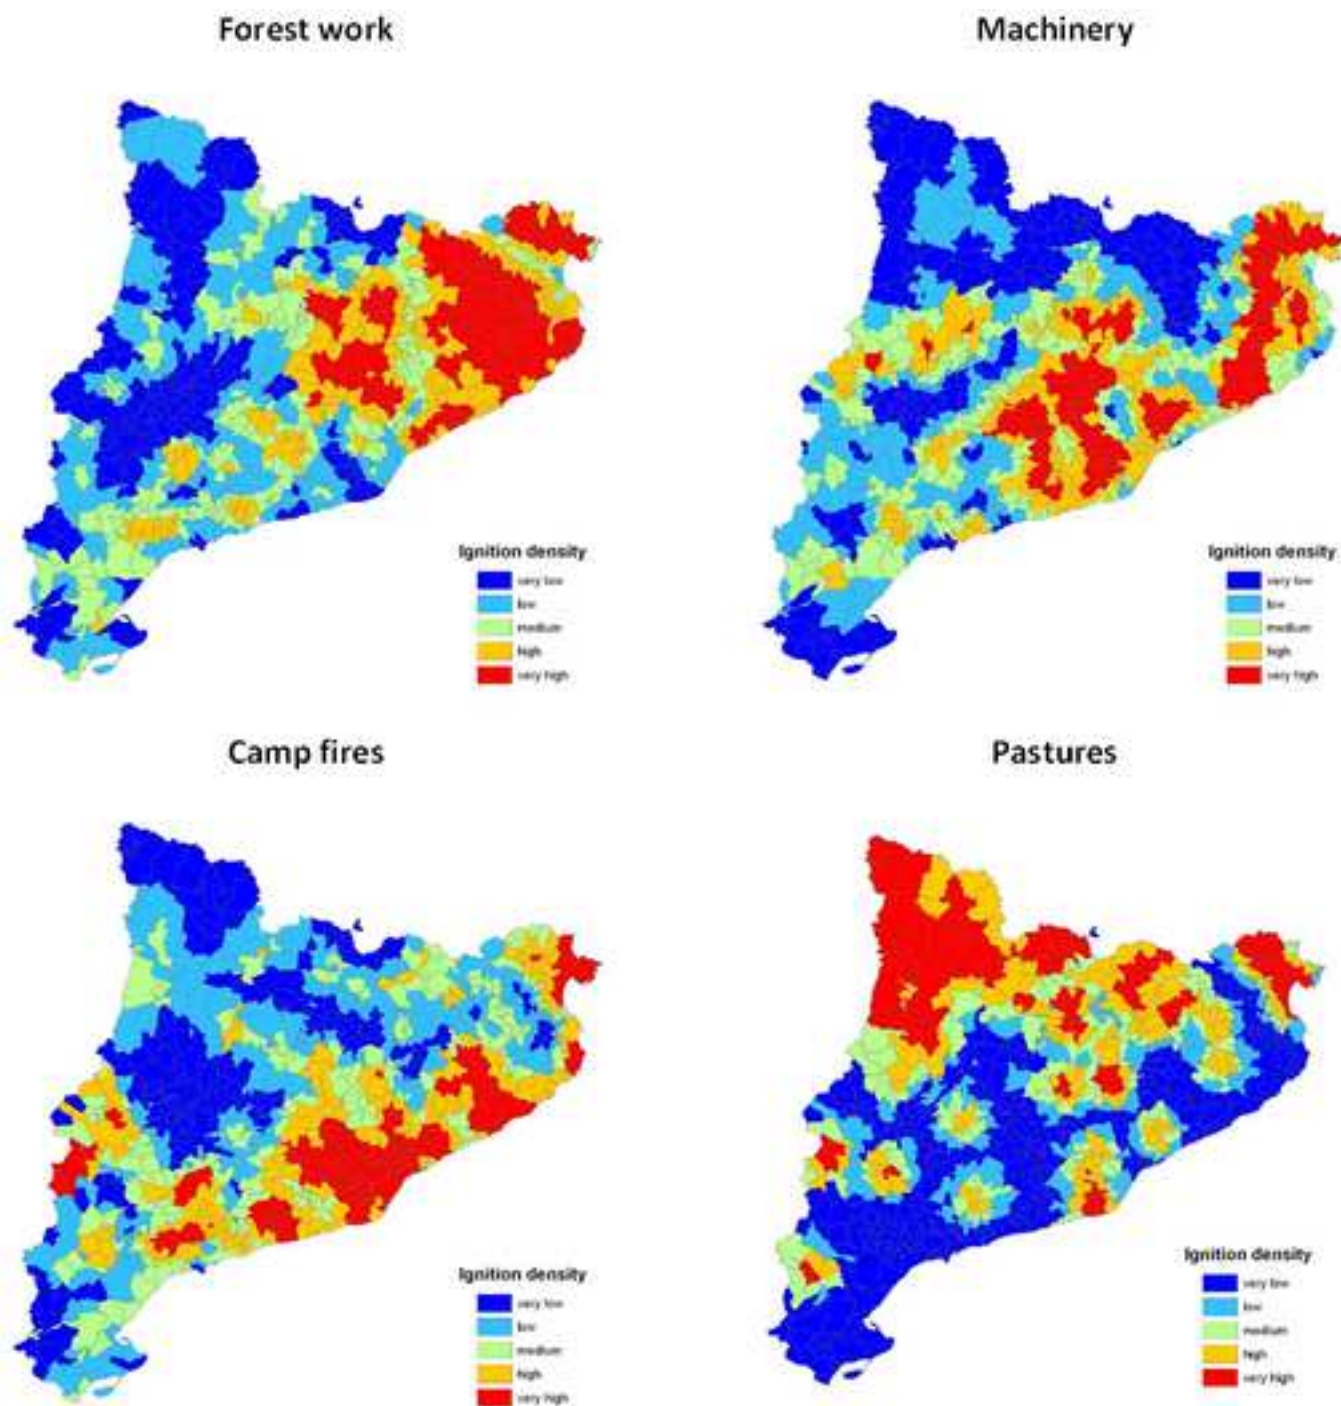 Forest work
Machinery
Ignition density
very low
low
medium
high
very high
Ignition density
very low
low
medium
high
very high
Camp fires
Pastures
Ignition density
very low
low
medium
high
very high
Ignition density
very low
low
medium
high
very high